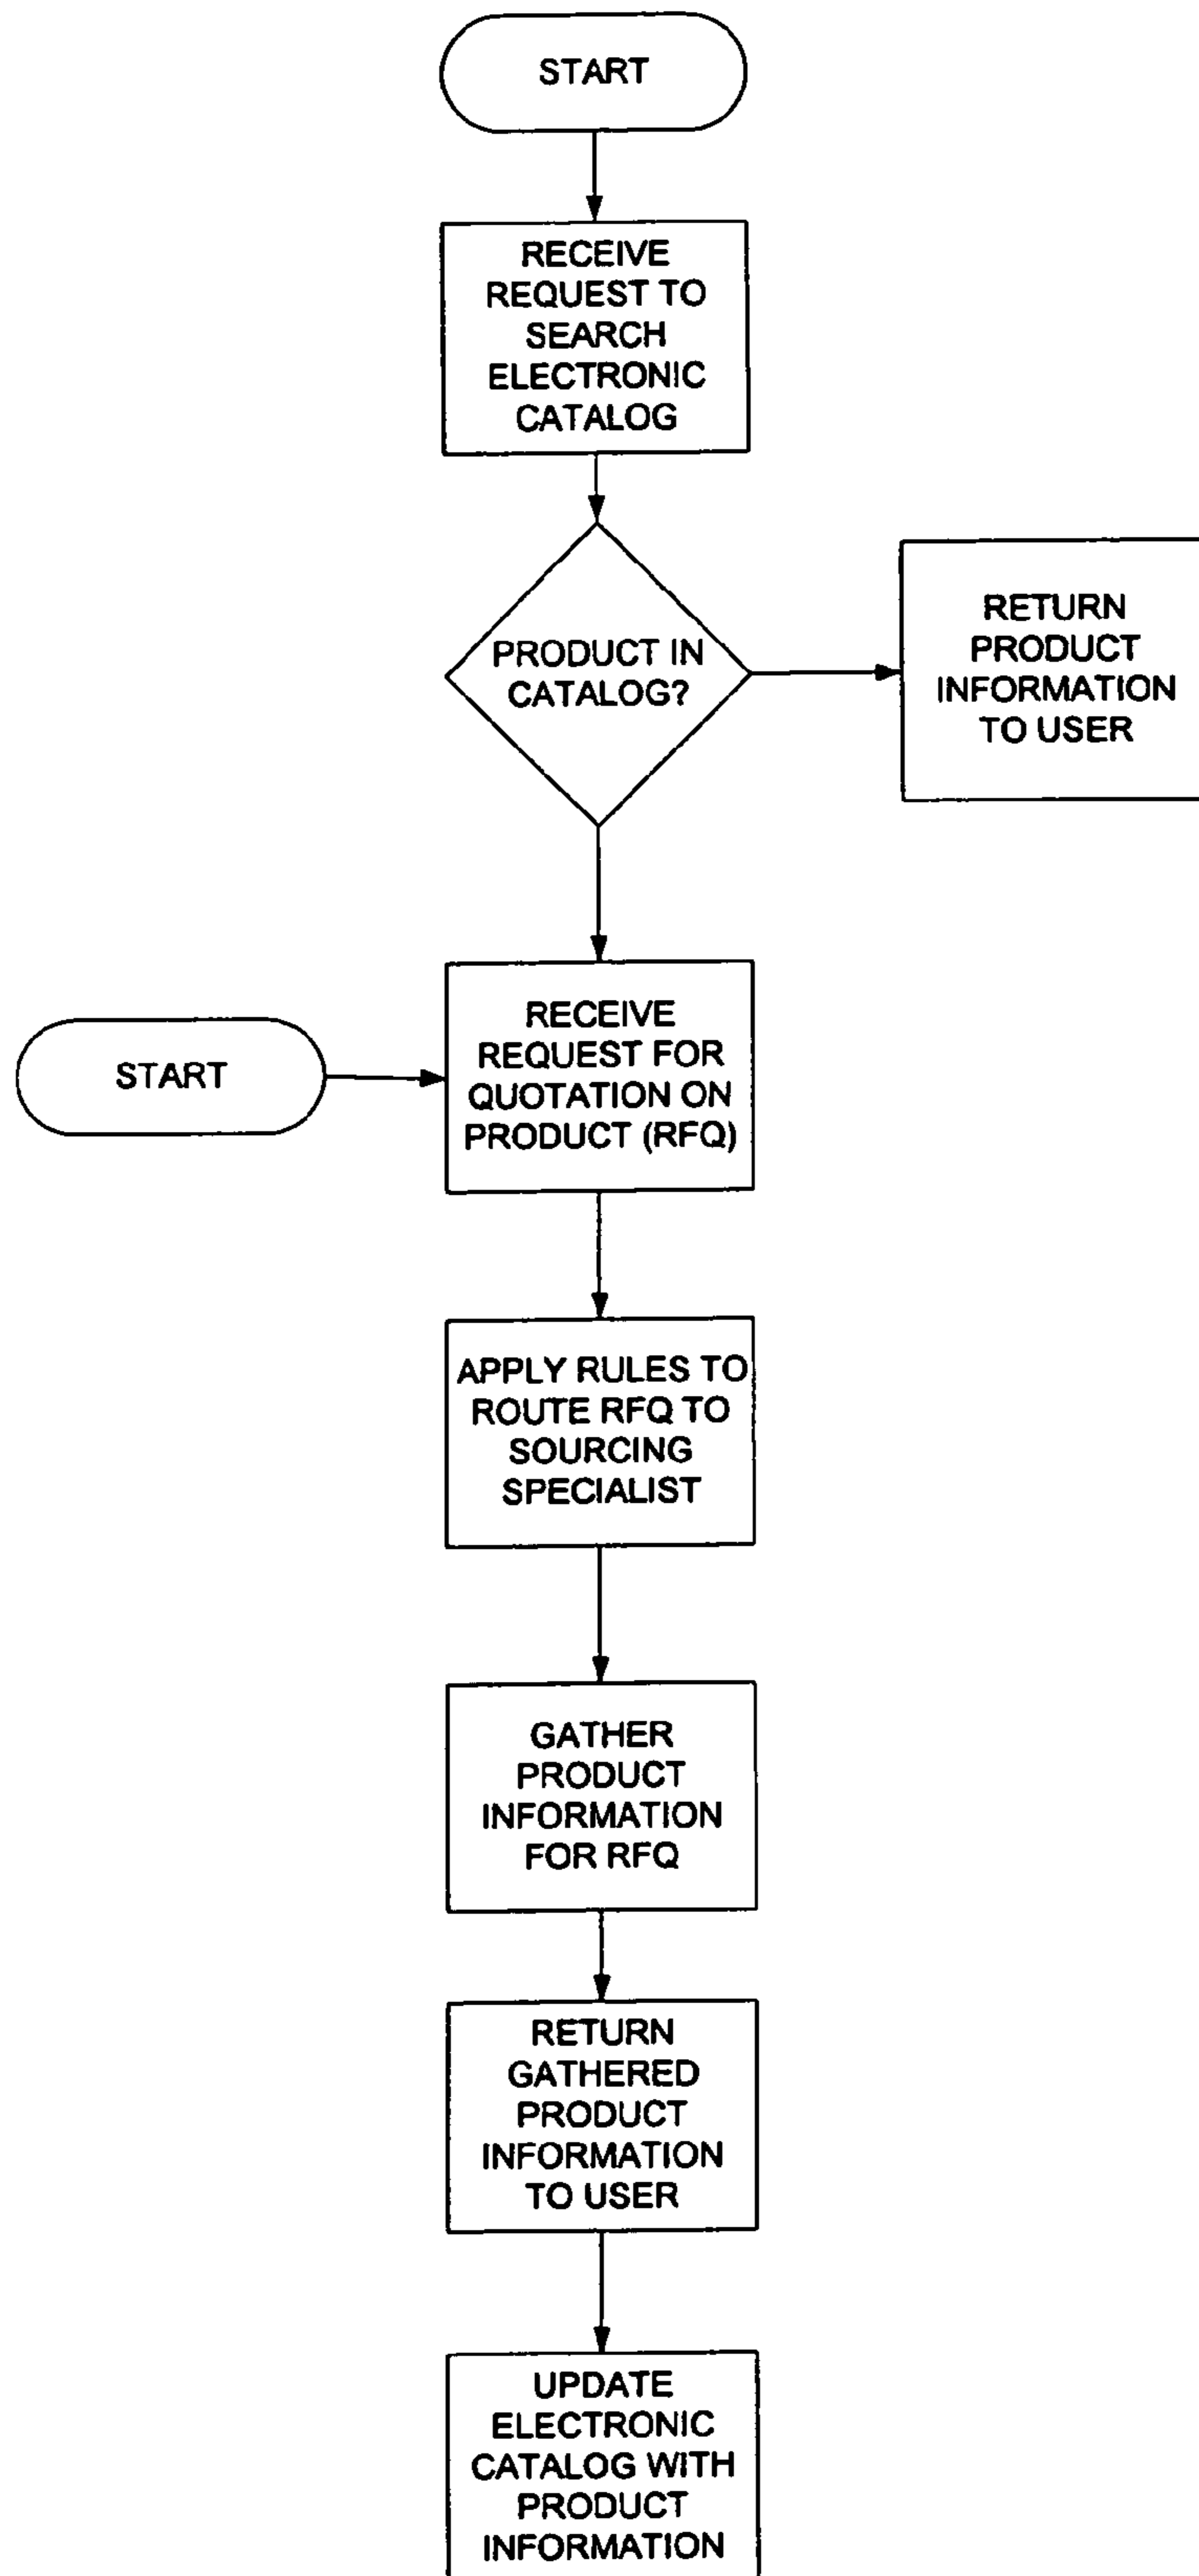 START
RECEIVE
REQUEST TO
SEARCH
ELECTRONIC
CATALOG
PRODUCT IN
CATALOG?
RETURN
PRODUCT
INFORMATION
TO USER
START
RECEIVE
REQUEST FOR
QUOTATION ON
PRODUCT (RFQ)
APPLY RULES TO
ROUTE RFQ TO
SOURCING
SPECIALIST
GATHER
PRODUCT
INFORMATION
FOR RFQ
RETURN
GATHERED
PRODUCT
INFORMATION
TO USER
UPDATE
ELECTRONIC
CATALOG WITH
PRODUCT
INFORMATION